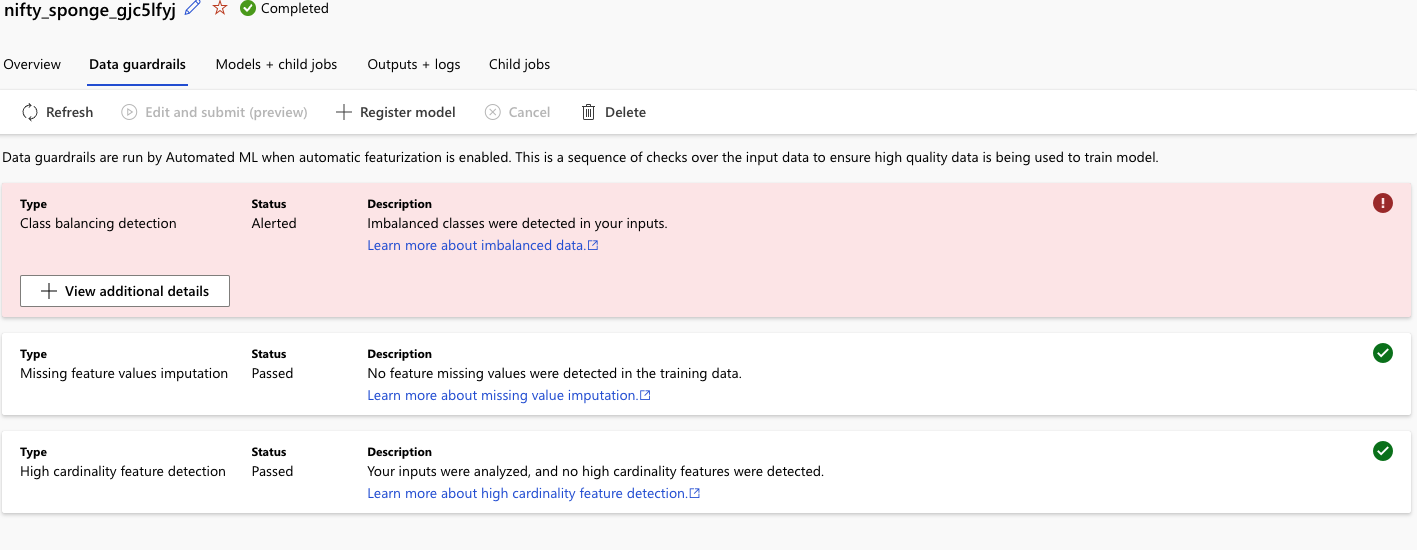 nifty_sponge_gjc5lfyj Completed
Overview Data guardrails Models + child jobs Outputs + logs Child jobs
Refresh Edit and submit (preview) Register model Cancel Delete
Data guardrails are run by Automated ML when automatic featurization is enabled. This is a sequence of checks over the input data to ensure high quality data is being used to train model.
Type Status Description
Class balancing detection Alerted Imbalanced classes were detected in your inputs.
Learn more about imbalanced data.
View additional details
Type Status Description
Missing feature values imputation Passed No feature missing values were detected in the training data.
Learn more about missing value imputation.
Type Status Description
High cardinality feature detection Passed Your inputs were analyzed, and no high cardinality features were detected.
Learn more about high cardinality feature detection.